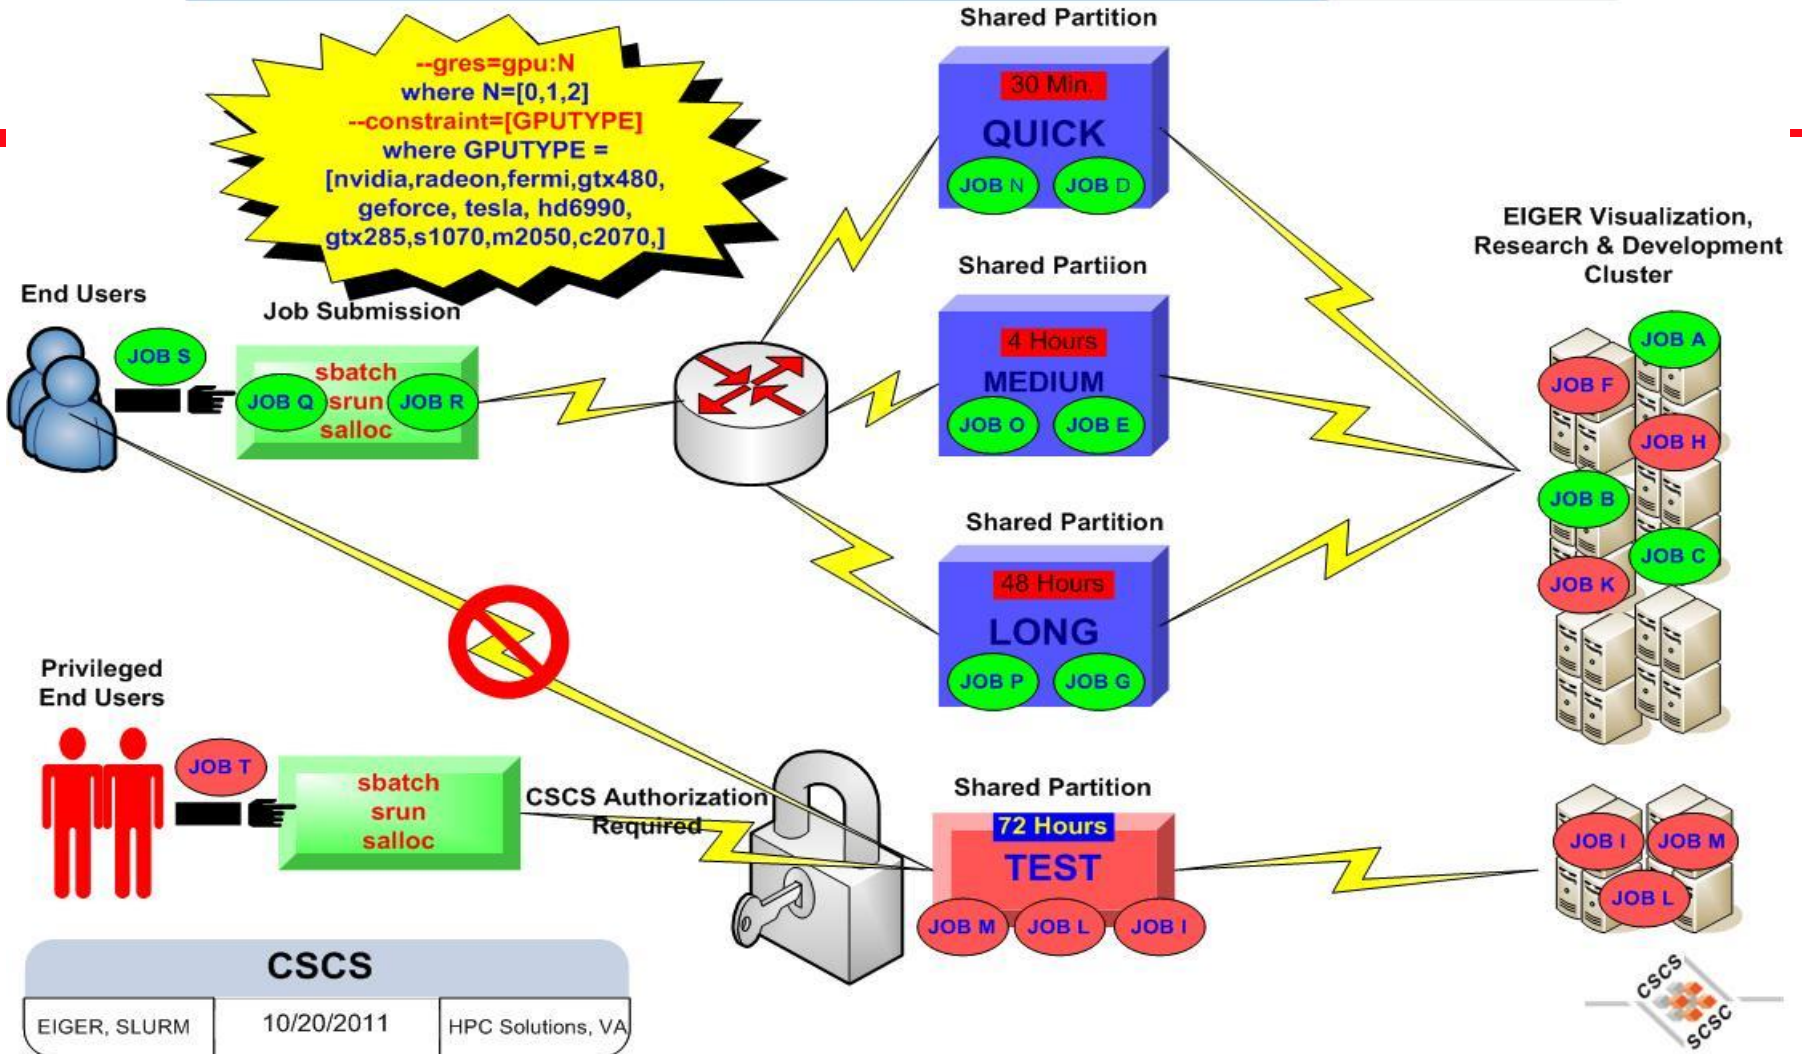 Shared Partition
--gres=gpu:N
where N=[0,1,2]
--constraint=[GPUTYPE]
where GPUTYPE =
[nvidia,radeon,fermi,gtx480,
geforce, tesla, hd6990,
gtx285,s1070,m2050,c2070,]
30 Min.
QUICK
JOB N
JOB D
EIGER Visualization,
Research & Development
Cluster
Shared Partiion
4 Hours
MEDIUM
JOB O
JOB E
End Users
JOB S
Job Submission
sbatch
JOB Q
srun
JOB R
salloc
JOB A
JOB F
JOB H
JOB B
JOB C
JOB K
Shared Partition
48 Hours
LONG
JOB P
JOB G
Privileged
End Users
JOB T
sbatch
srun
salloc
CSCS Authorization
Required
Shared Partition
72 Hours
TEST
JOB M
JOB L
JOB I
JOB I
JOB M
JOB L
CSCS
EIGER, SLURM
10/20/2011
HPC Solutions, VA
CSCS
SCSC